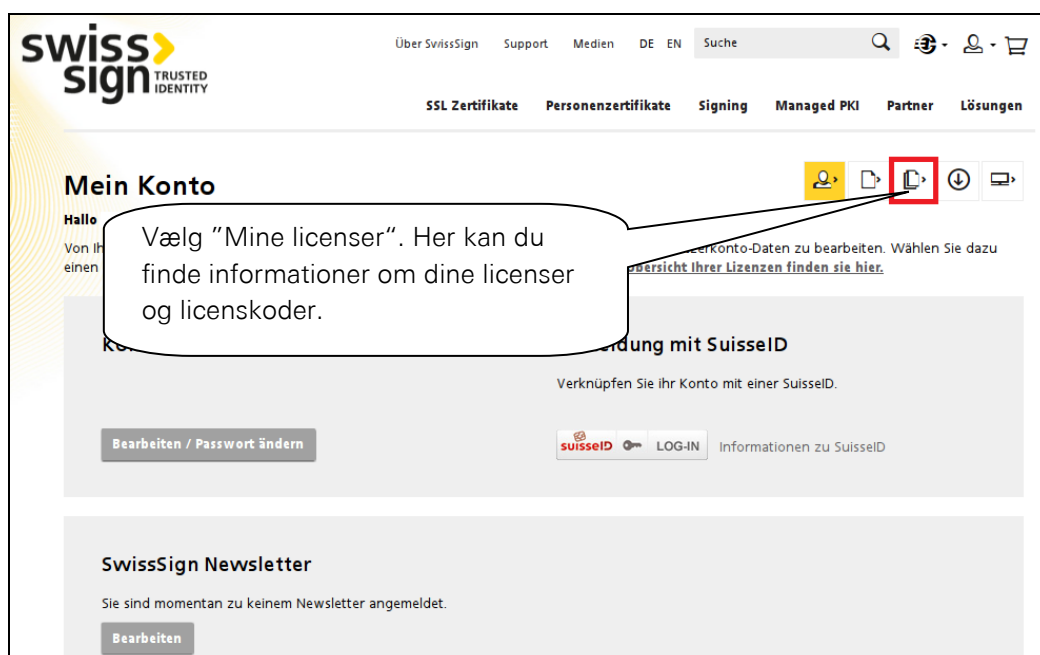 swiss
sign TRUSTED
IDENTITY
Über SwissSign Support Medien DE EN Suche
SSL Zertifikate Personenzertifikate Signing Managed PKI Partner Lösungen
Mein Konto
Hallo
Vælg ”Mine licenser“. Her kan du
finde informationer om dine licenser
og licenskoder.
Von
zerkonto-Daten zu bearbeiten. Wählen Sie dazu
einen
bersicht Ihrer Lizenzen finden sie hier.
dung mit SuisseID
Verknüpfen Sie ihr Konto mit einer SuisseID.
Bearbeiten / Passwort ändern
suisseID LOG-IN Informationen zu SuisseID
SwissSign Newsletter
Sie sind momentan zu keinem Newsletter angemeldet.
Bearbeiten